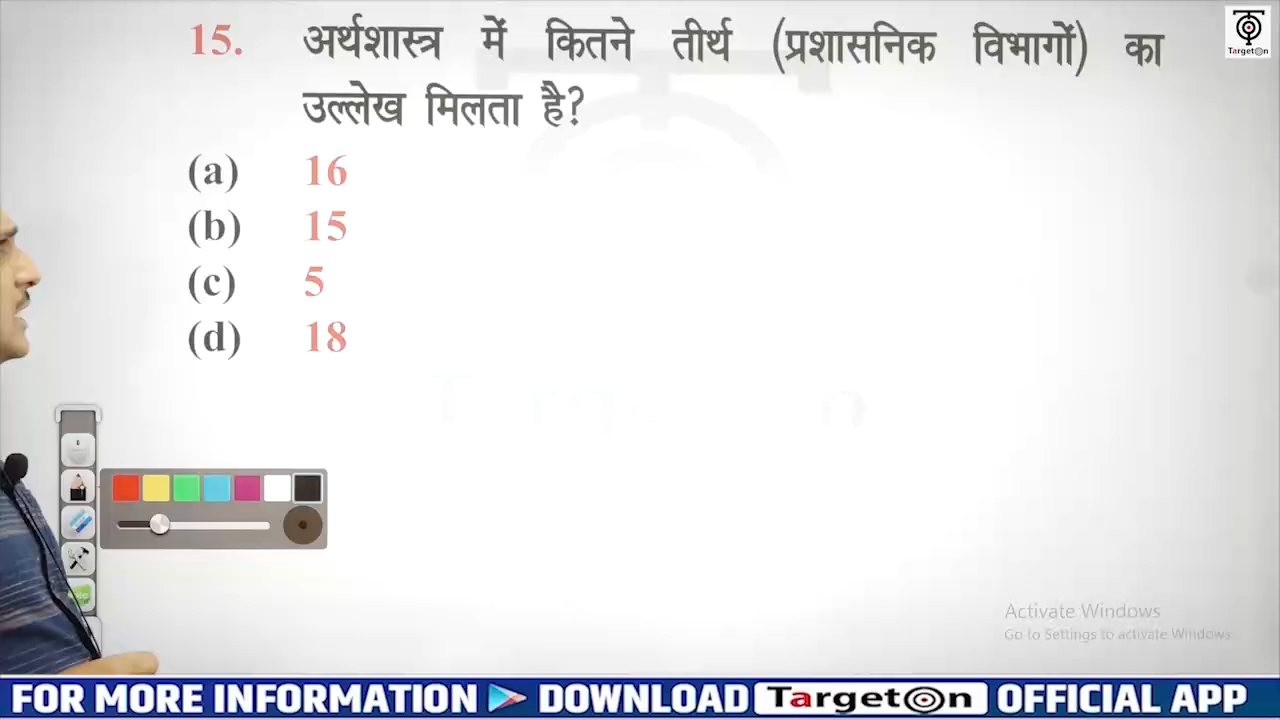 15. अर्थशास्त्र में कितने तीर्थ (प्रशासनिक विभागों) का
उल्लेख मिलता है?
(a) 16
(b) 15
(c) 5
(d) 18
TargetOn
Activate Windows
Go to Settings to activate Windows.
FOR MORE INFORMATION DOWNLOAD TargetOn OFFICIAL APP